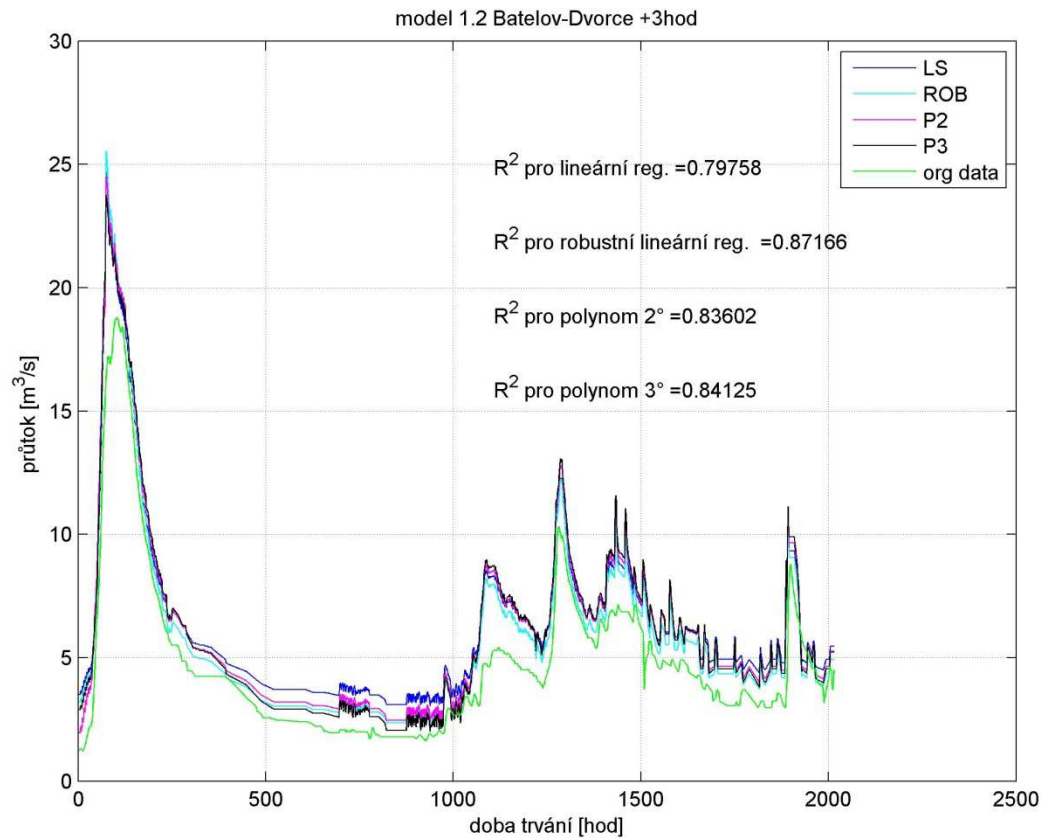 model 1.2 Batelov-Dvorce +3hod
30
25
20
15
10
5
0
průtok [m³/s]
LS
ROB
P2
P3
org data
R² pro lineární reg. =0.79758
R² pro robustní lineární reg.  =0.87166
R² pro polynom 2° =0.83602
R² pro polynom 3° =0.84125
0 500 1000 1500 2000 2500
doba trvání [hod]